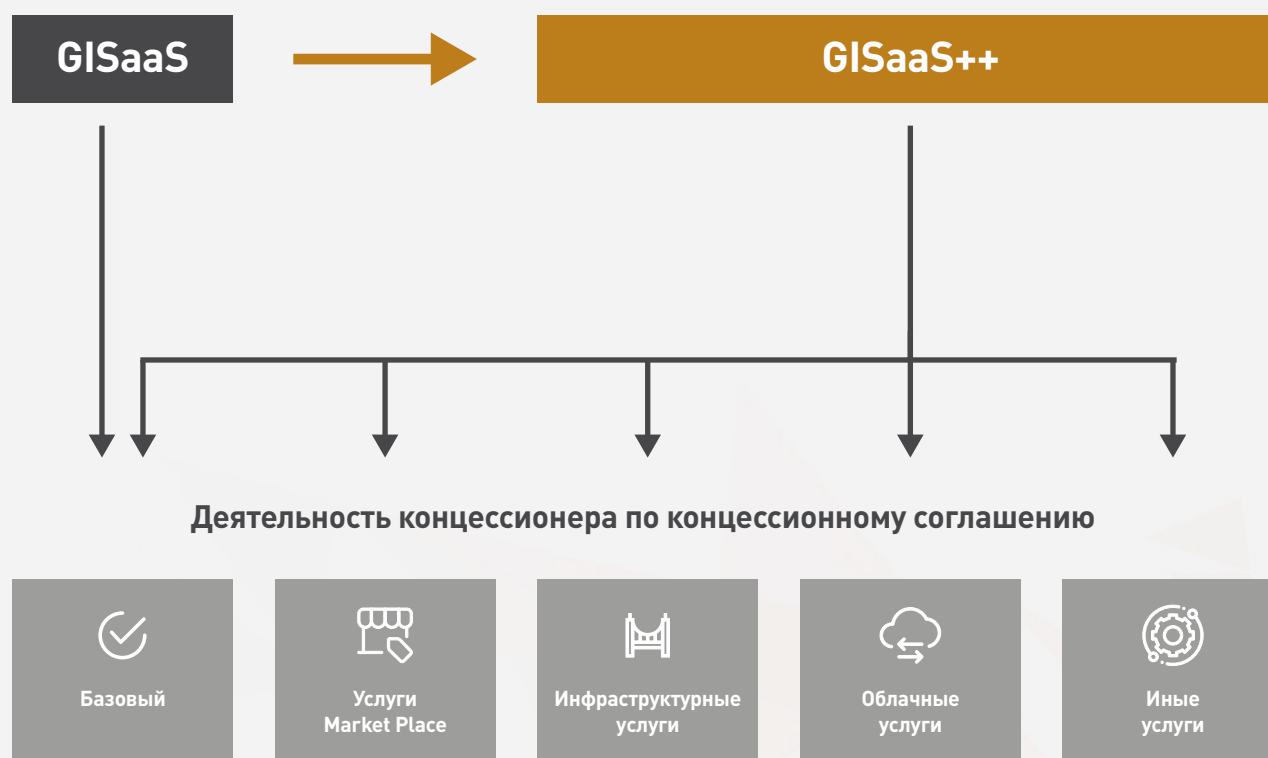 GISaaS
GISaaS++
Деятельность концессионера по концессионному соглашению
Базовый
Услуги
Market Place
Инфраструктурные
услуги
Облачные
услуги
Иные
услуги